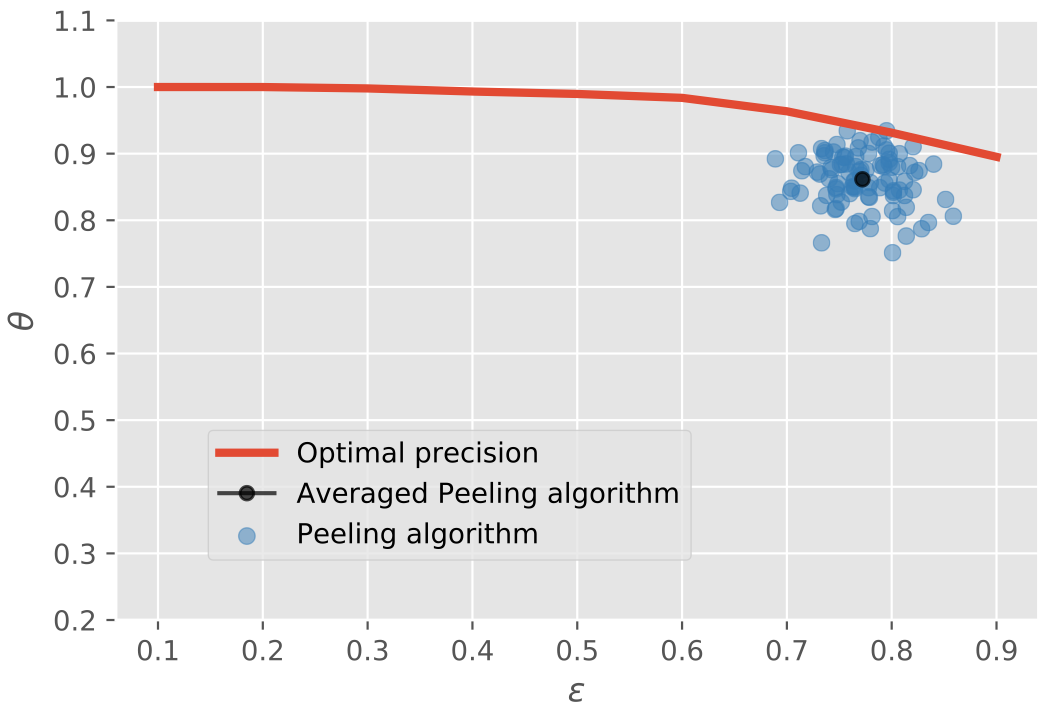 1.1
1.0
0.9
0.8
0.7
0.6
0.5
0.4
0.3
0.2
θ
Optimal precision
Averaged Peeling algorithm
Peeling algorithm
0.1 0.2 0.3 0.4 0.5 0.6 0.7 0.8 0.9
ε